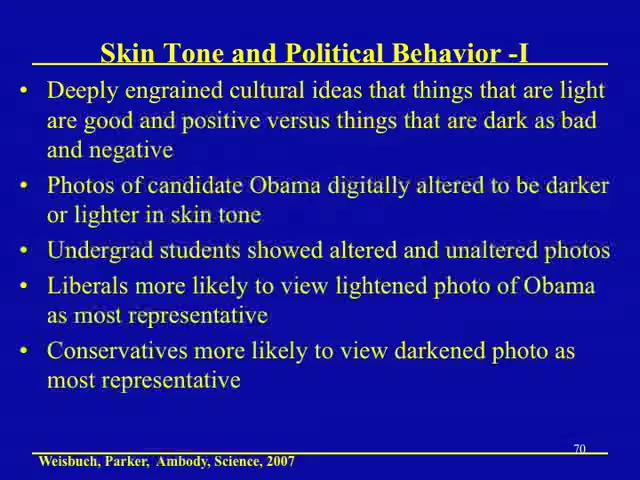 Skin Tone and Political Behavior -I
• Deeply engrained cultural ideas that things that are light
are good and positive versus things that are dark as bad
and negative
• Photos of candidate Obama digitally altered to be darker
or lighter in skin tone
• Undergrad students showed altered and unaltered photos
• Liberals more likely to view lightened photo of Obama
as most representative
• Conservatives more likely to view darkened photo as
most representative
70
Weisbuch, Parker, Ambody, Science, 2007